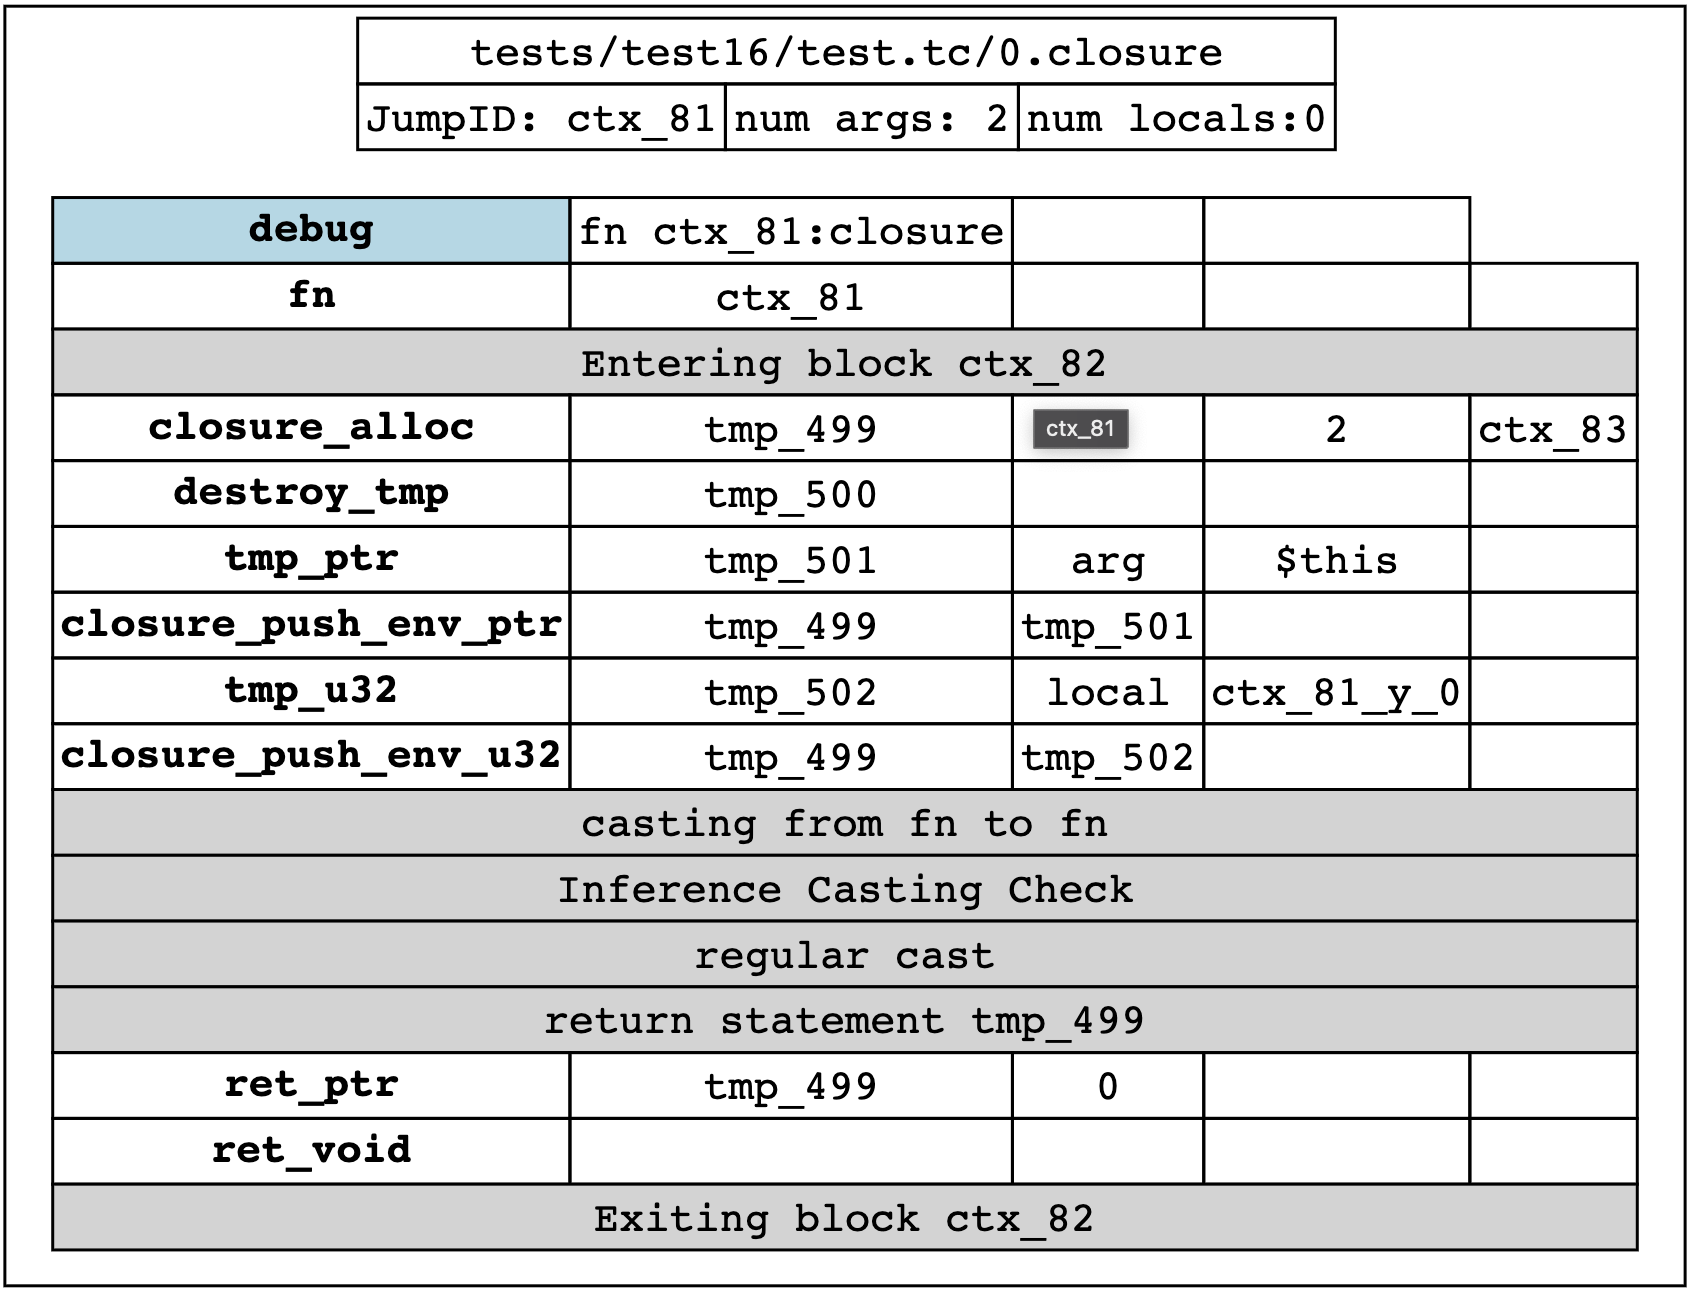 tests/test16/test.tc/0.closure
JumpID: ctx_81 num args: 2 num locals:0
debug fn ctx_81:closure
fn ctx_81
Entering block ctx_82
closure_alloc tmp_499 ctx_81 2 ctx_83
destroy_tmp tmp_500
tmp_ptr tmp_501 arg $this
closure_push_env_ptr tmp_499 tmp_501
tmp_u32 tmp_502 local ctx_81_y_0
closure_push_env_u32 tmp_499 tmp_502
casting from fn to fn
Inference Casting Check
regular cast
return statement tmp_499
ret_ptr tmp_499 0
ret_void
Exiting block ctx_82